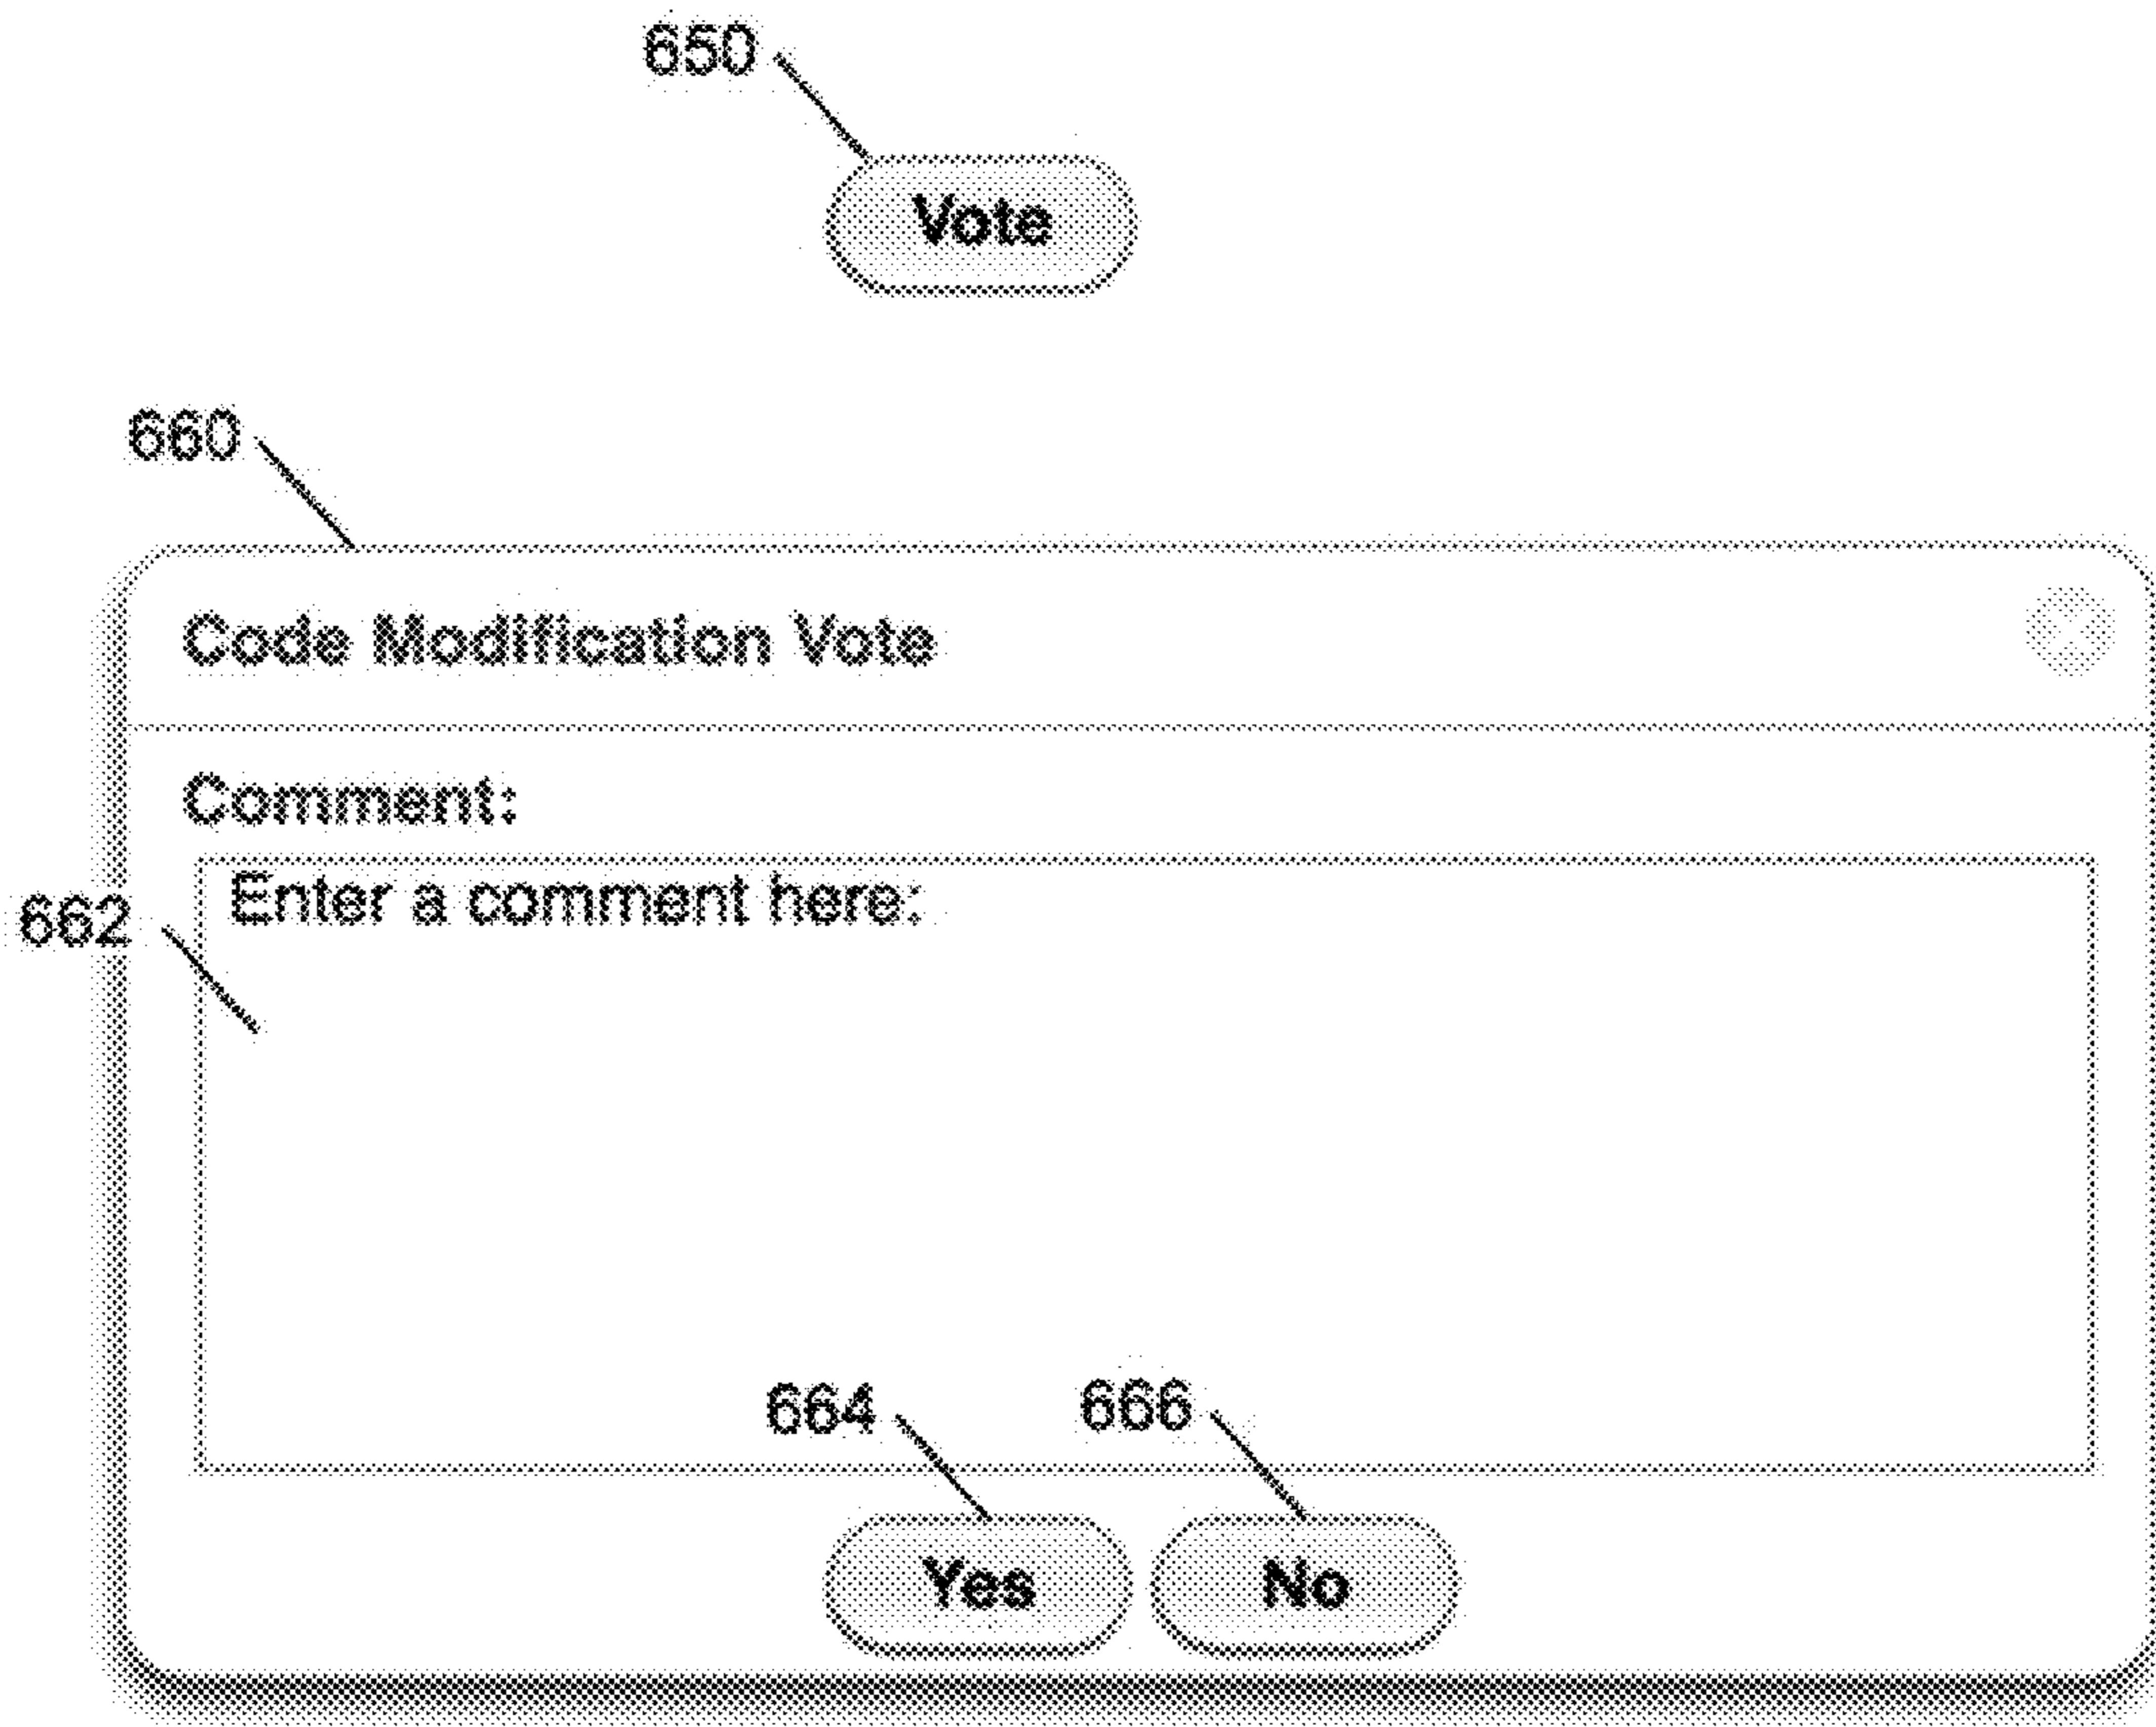 650
Vote
660
Code Modification Vote
Comment:
Enter a comment here:
662
664
666
Yes
No